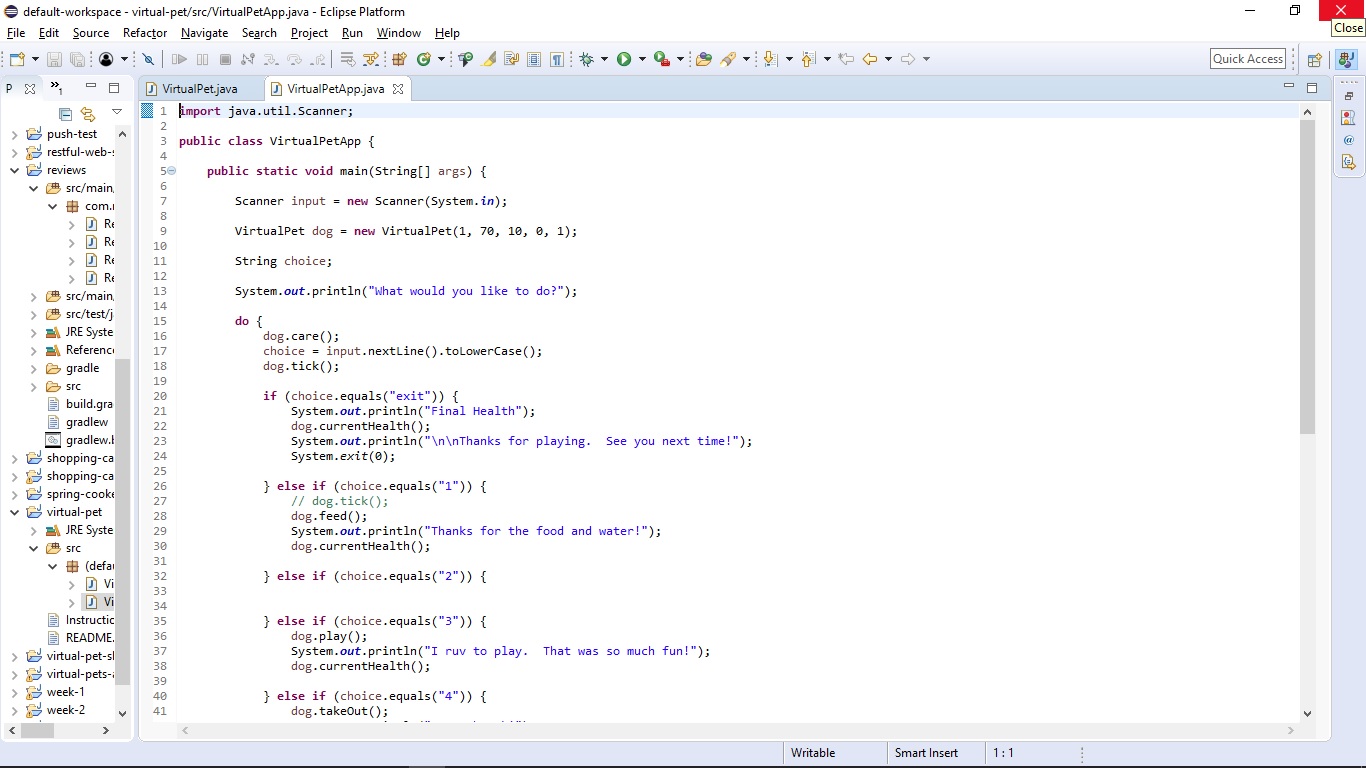 default-workspace - virtual-pet/src/VirtualPetApp.java - Eclipse Platform
Close
File Edit Source Refactor Navigate Search Project Run Window Help
Quick Access
P
»1
VirtualPet.java
VirtualPetApp.java
push-test
restful-web-s
reviews
src/main,
com.r
Re
Re
Re
Re
src/main,
src/test/j
JRE Syste
Referenc
gradle
src
build.gra
gradlew
gradlew.b
shopping-ca
shopping-ca
spring-cooke
virtual-pet
JRE Syste
src
(defau
Vi
Vi
Instructic
README.
virtual-pet-sl
virtual-pets-a
week-1
week-2
1 import java.util.Scanner;
2
3 public class VirtualPetApp {
4
5 public static void main(String[] args) {
6
7 Scanner input = new Scanner(System.in);
8
9 VirtualPet dog = new VirtualPet(1, 70, 10, 0, 1);
10
11 String choice;
12
13 System.out.println("What would you like to do?");
14
15 do {
16 dog.care();
17 choice = input.nextLine().toLowerCase();
18 dog.tick();
19
20 if (choice.equals("exit")) {
21 System.out.println("Final Health");
22 dog.currentHealth();
23 System.out.println("\n\nThanks for playing.  See you next time!");
24 System.exit(0);
25
26 } else if (choice.equals("1")) {
27 // dog.tick();
28 dog.feed();
29 System.out.println("Thanks for the food and water!");
30 dog.currentHealth();
31
32 } else if (choice.equals("2")) {
33
34
35 } else if (choice.equals("3")) {
36 dog.play();
37 System.out.println("I ruv to play.  That was so much fun!");
38 dog.currentHealth();
39
40 } else if (choice.equals("4")) {
41 dog.takeOut();
Writable Smart Insert 1 : 1